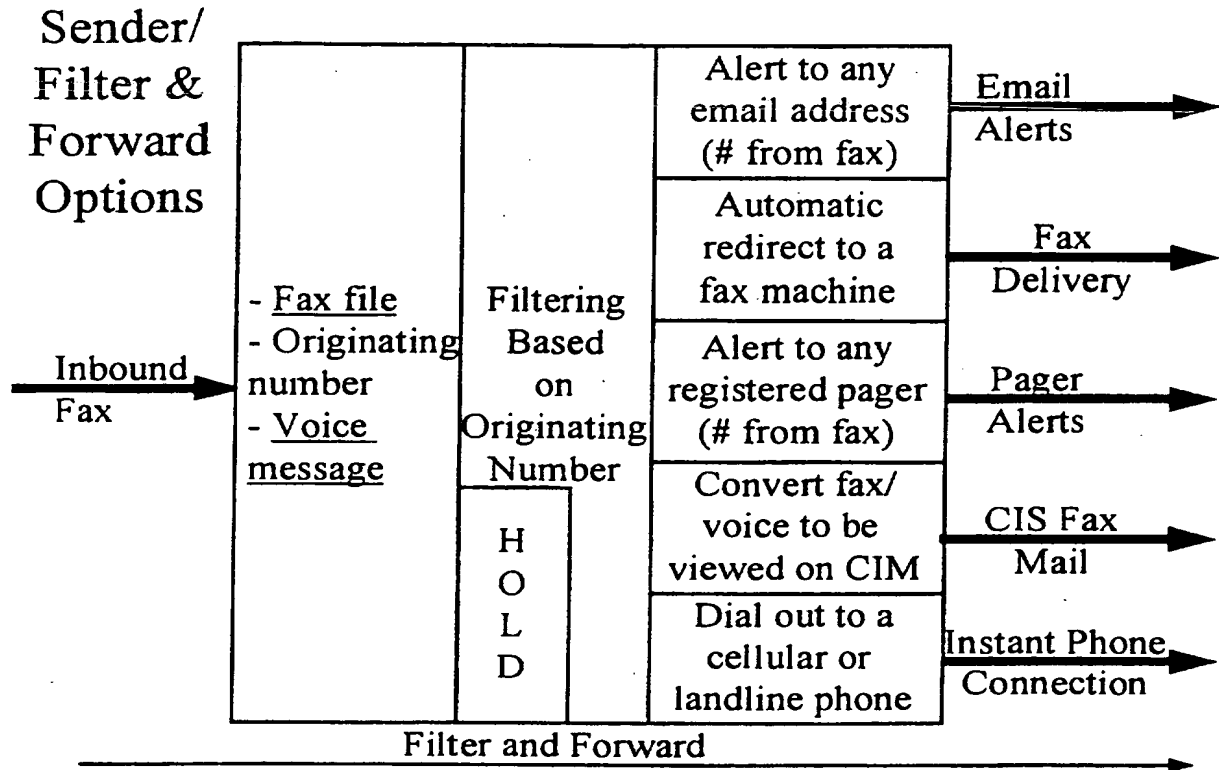 Sender/
Filter &
Forward
Options
Inbound
Fax
- Fax file
- Originating
number
- Voice
message
Filtering
Based
on
Originating
Number
H
O
L
D
Alert to any
email address
(# from fax)
Automatic
redirect to a
fax machine
Alert to any
registered pager
(# from fax)
Convert fax/
voice to be
viewed on CIM
Dial out to a
cellular or
landline phone
Email
Alerts
Fax
Delivery
Pager
Alerts
CIS Fax
Mail
Instant Phone
Connection
Filter and Forward